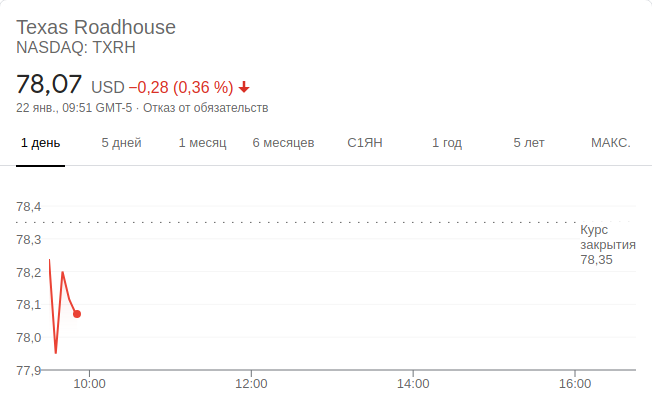 Texas Roadhouse
NASDAQ: TXRH
78,07 USD −0,28 (0,36 %)
22 янв., 09:51 GMT-5 · Отказ от обязательств
1 день 5 дней 1 месяц 6 месяцев С1ЯН 1 год 5 лет МАКС.
78,4
78,3
78,2
78,1
78,0
77,9
Курс
закрытия
78,35
10:00 12:00 14:00 16:00